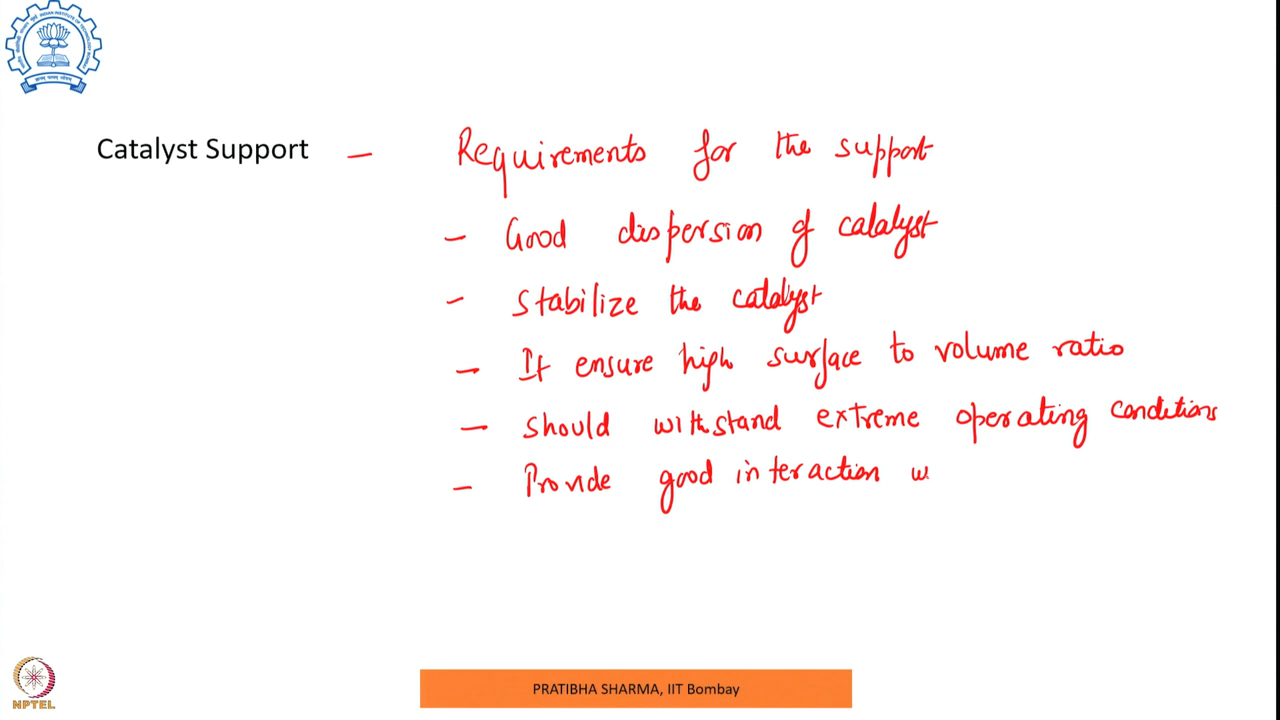 Catalyst Support – Requirements for the support
- Good dispersion of catalyst
- Stabilize the catalyst
- It ensure high surface to volume ratio
- should withstand extreme operating conditions
- Provide good interaction w
PRATIBHA SHARMA, IIT Bombay
NPTEL